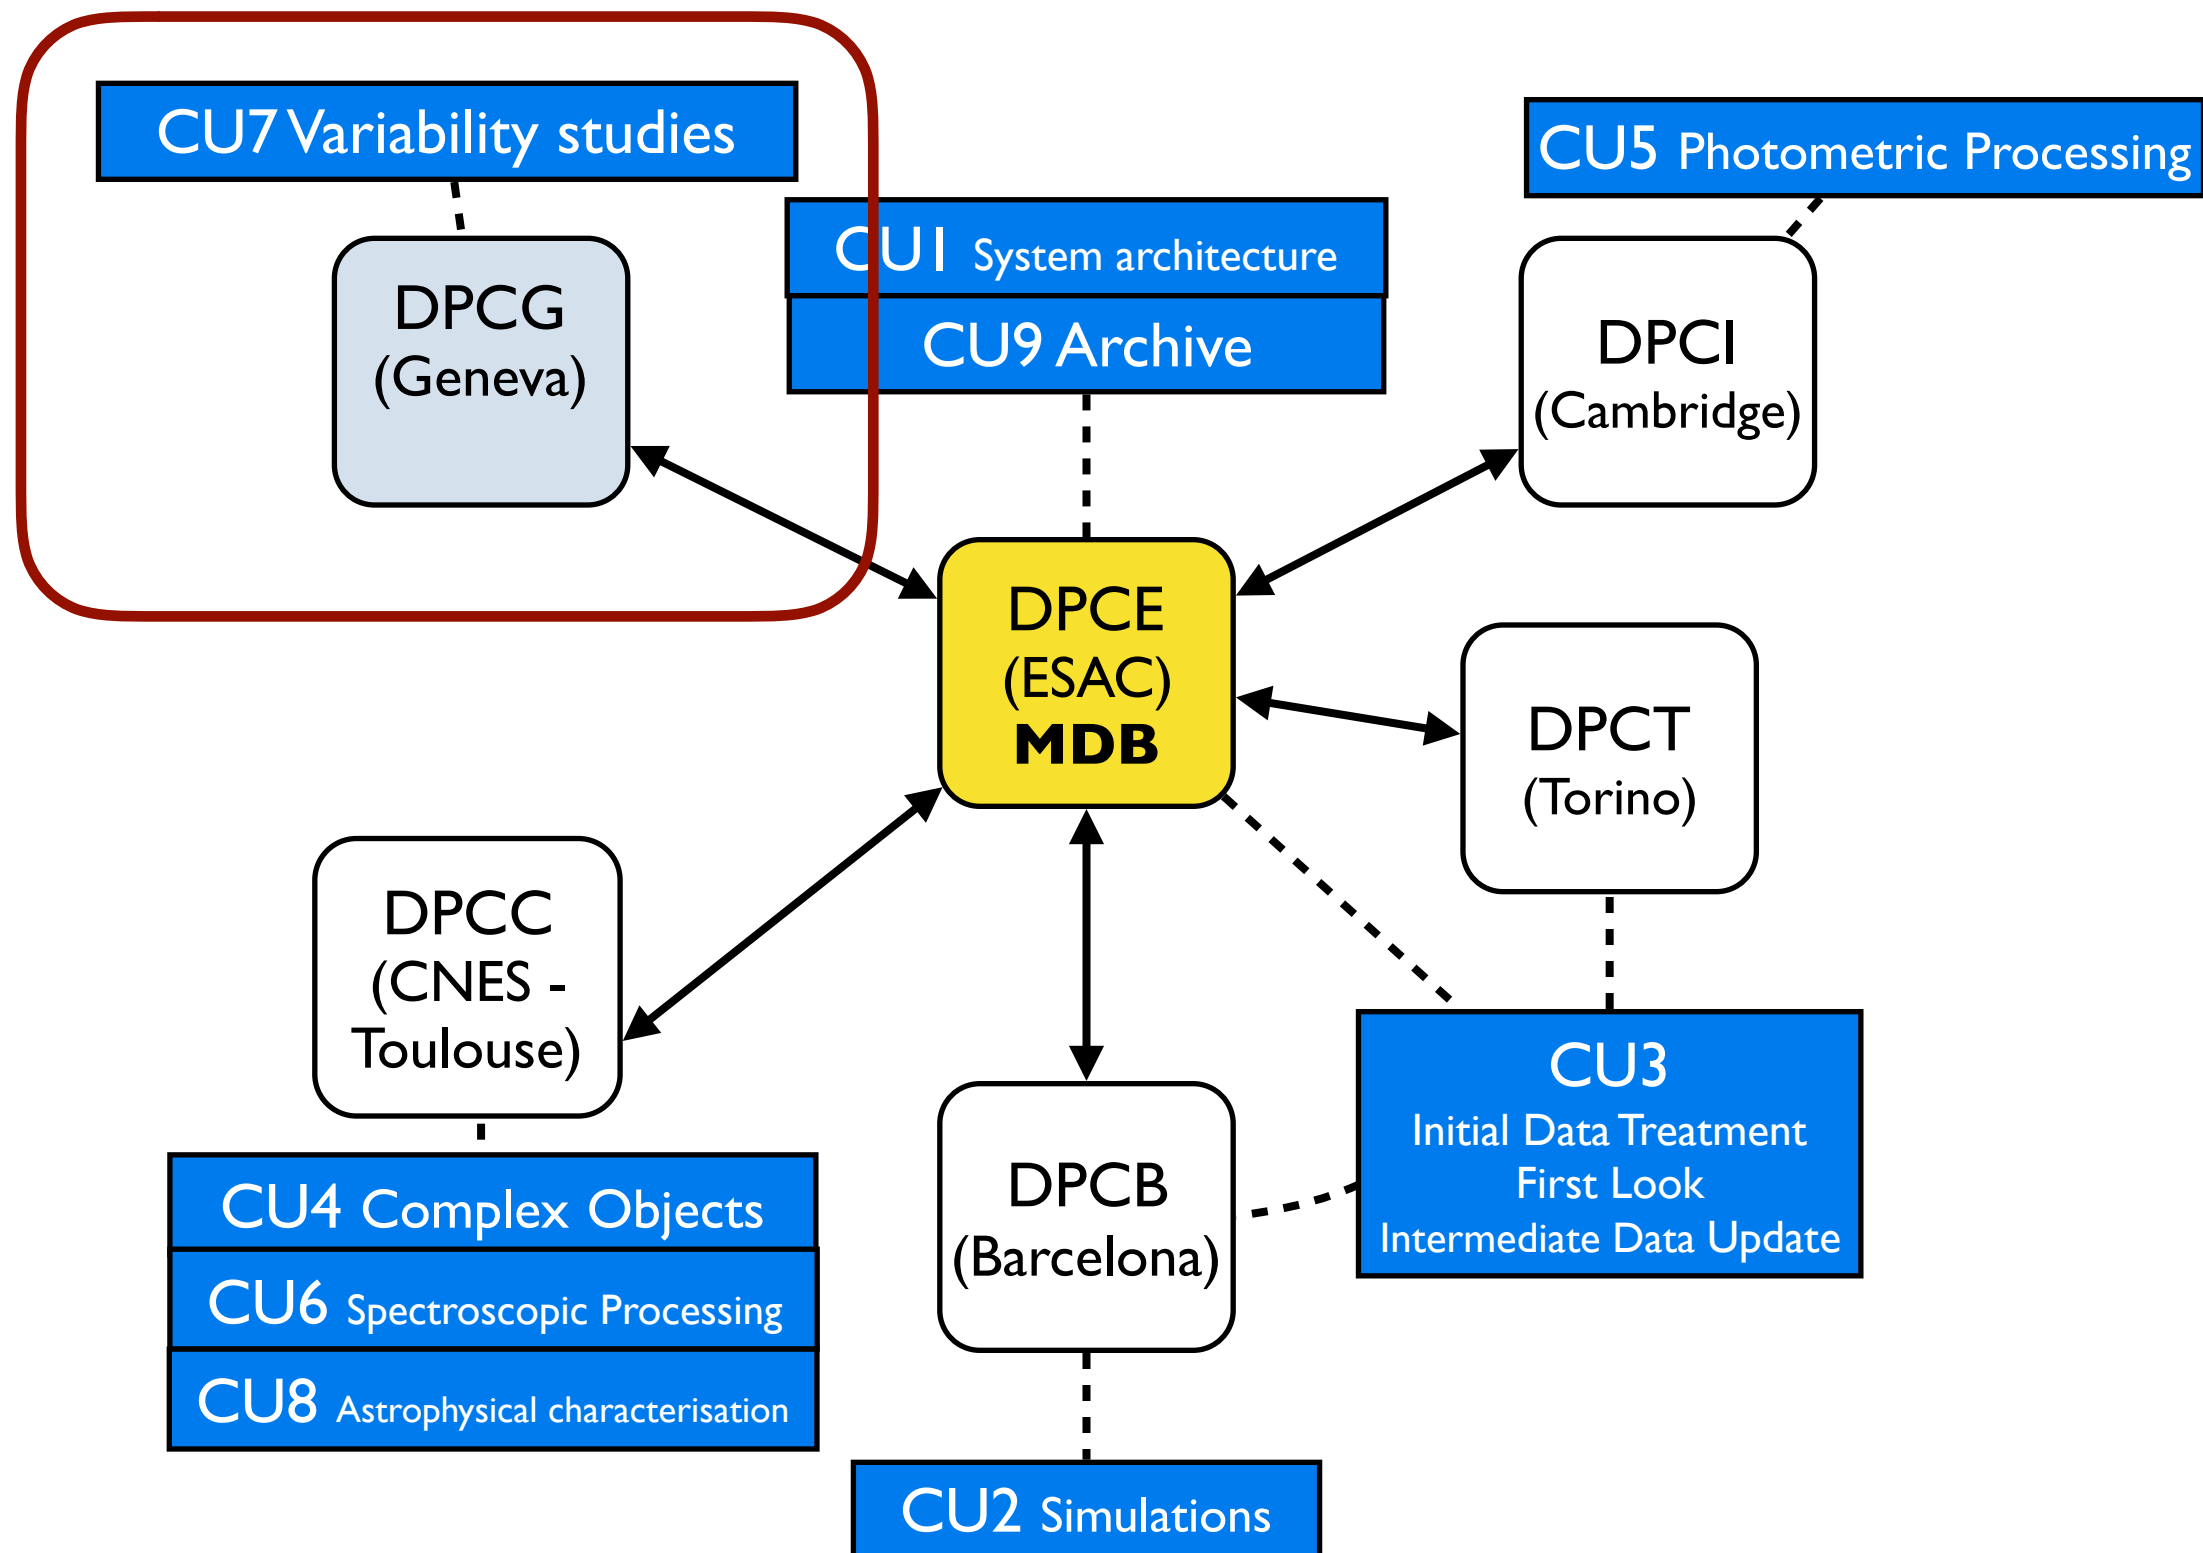 CU7 Variability studies
CU5 Photometric Processing
CU1 System architecture
CU9 Archive
DPCG
(Geneva)
DPCI
(Cambridge)
DPCE
(ESAC)
MDB
DPCT
(Torino)
DPCC
(CNES -
Toulouse)
CU3
Initial Data Treatment
First Look
Intermediate Data Update
DPCB
(Barcelona)
CU4 Complex Objects
CU6 Spectroscopic Processing
CU8 Astrophysical characterisation
CU2 Simulations